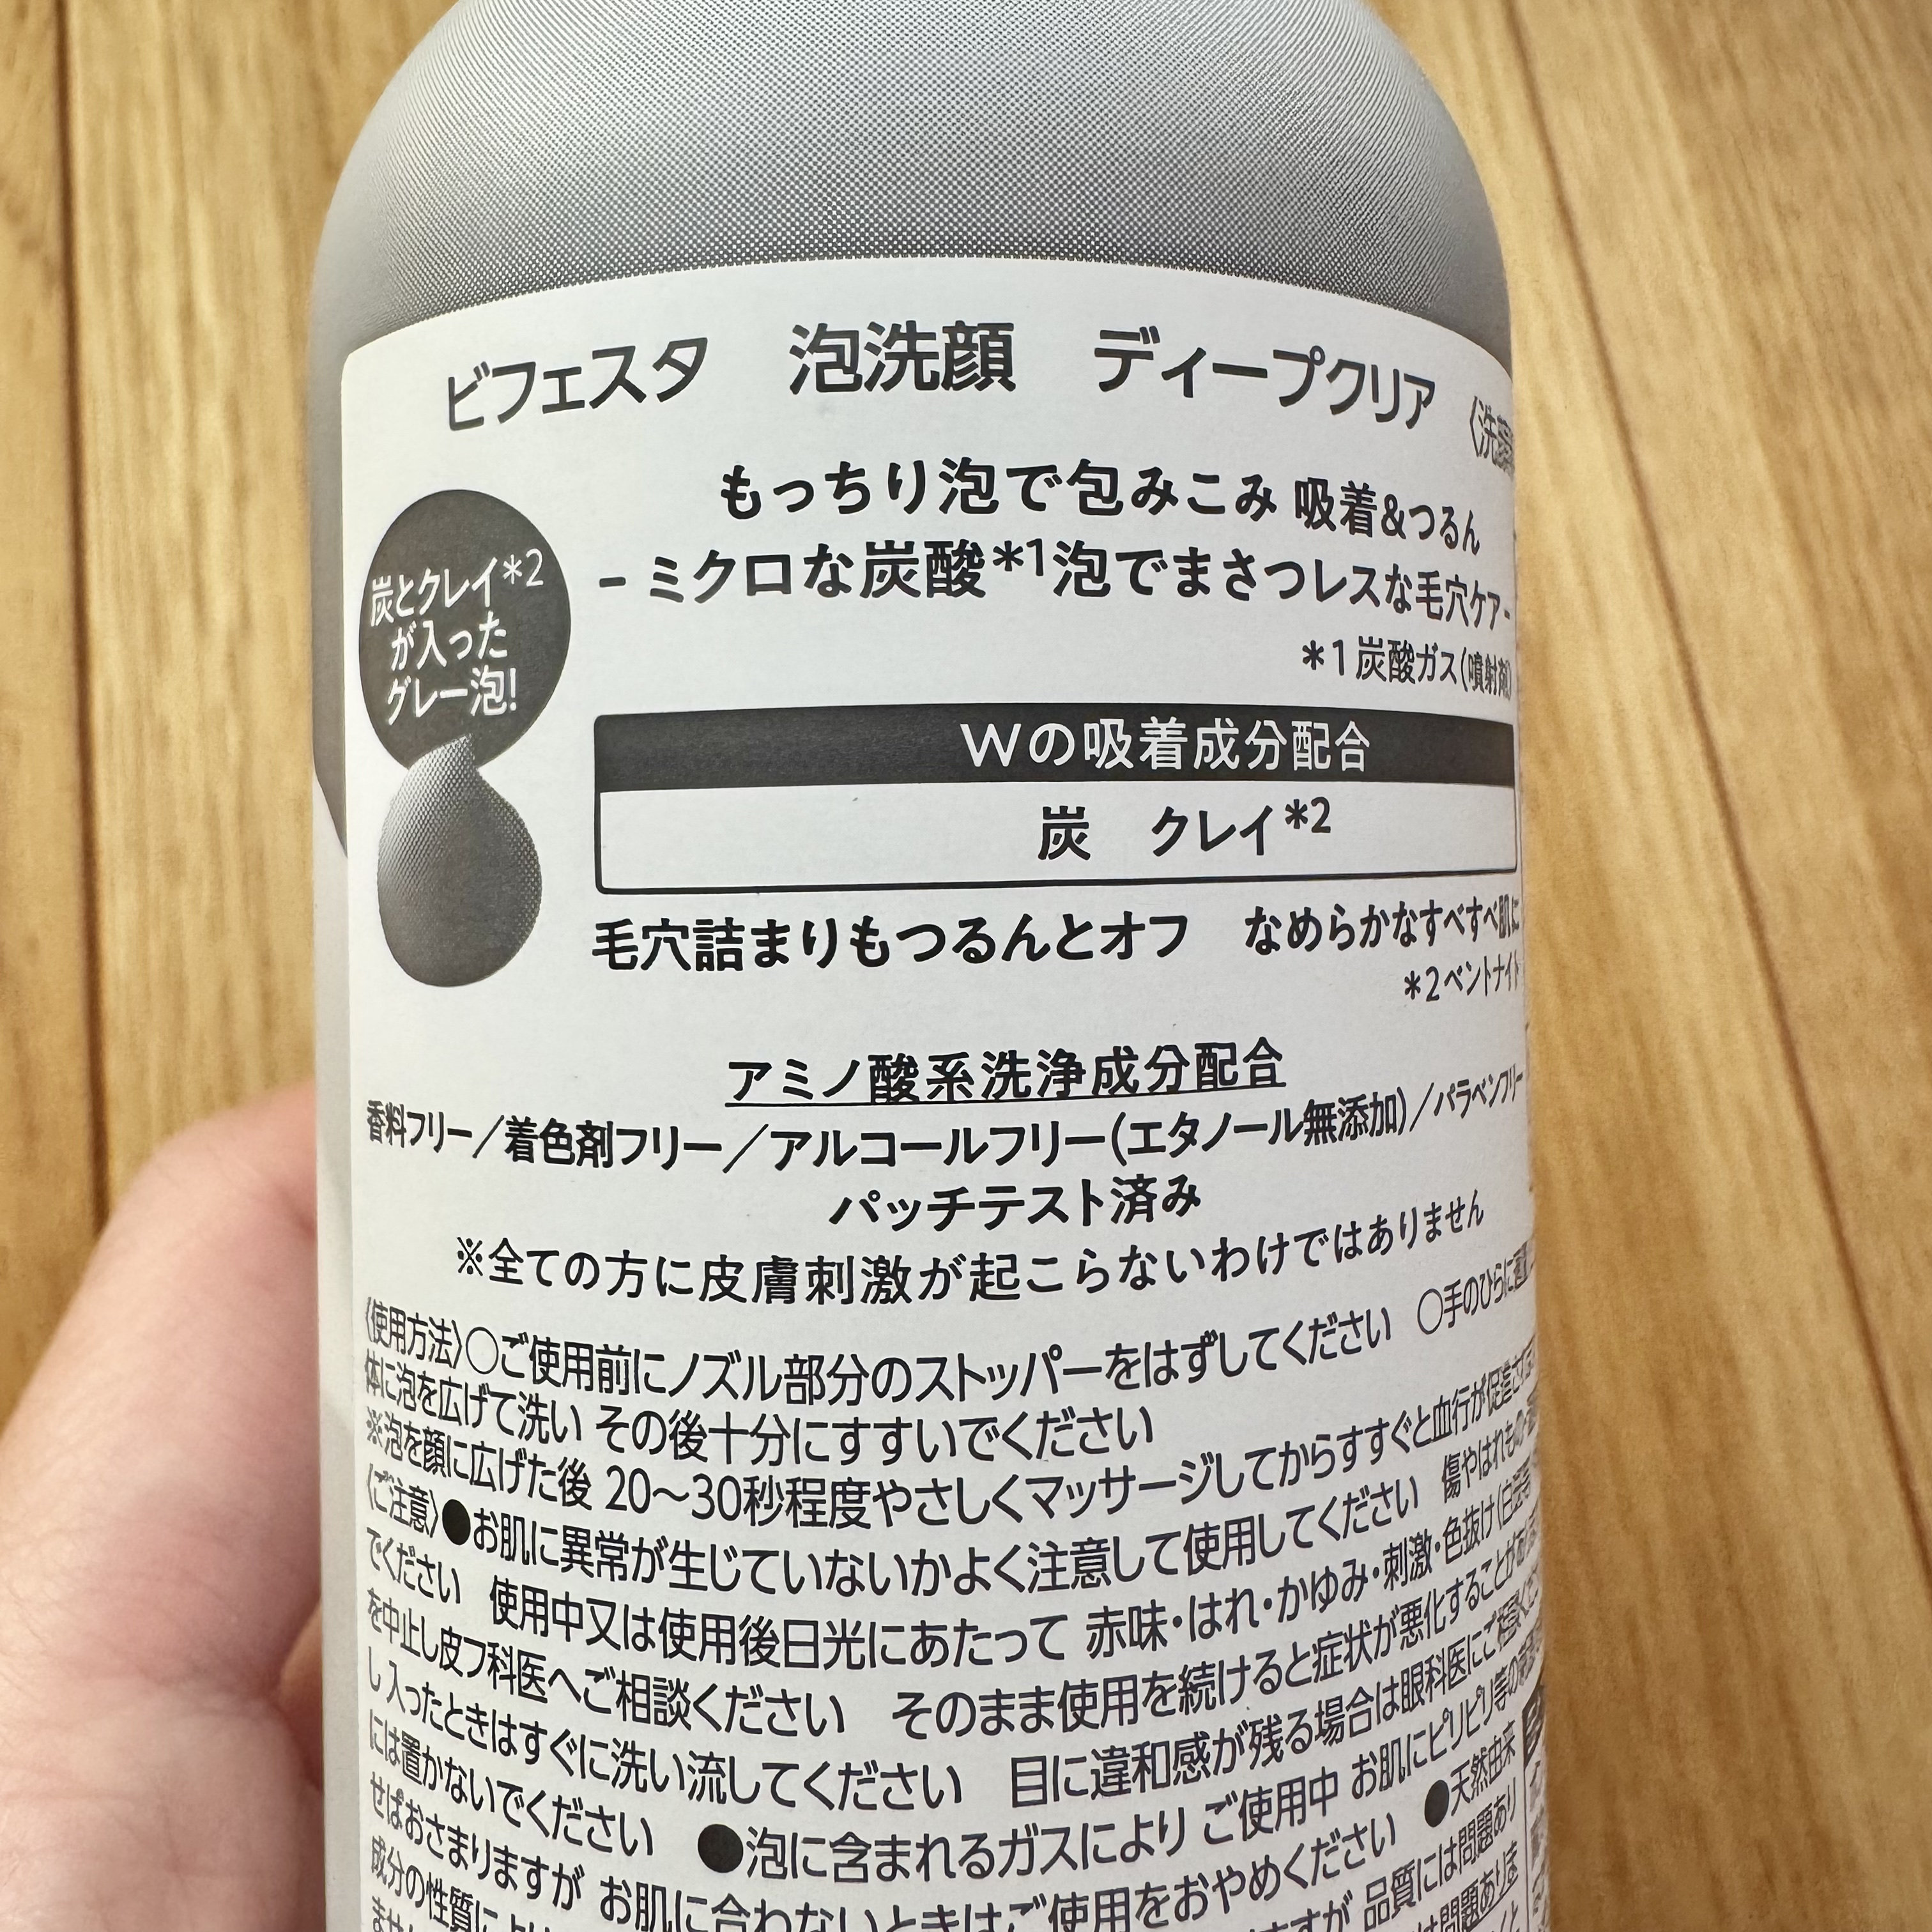 ビフェスタ 泡洗顔 ディープクリア 〈洗
もっちり泡で包みこみ 吸着&つるん
- ミクロな炭酸*1泡でまさつレスな毛穴ケア -
*1 炭酸ガス(噴射剤)
炭とクレイ*2
が入った
グレー泡!
Wの吸着成分配合
炭 クレイ*2
毛穴詰まりもつるんとオフ なめらかなすべすべ肌に
*2 ベントナイト
アミノ酸系洗浄成分配合
香料フリー/着色剤フリー/アルコールフリー(エタノール無添加)/パラベンフリー
パッチテスト済み
※全ての方に皮膚刺激が起こらないわけではありません
〈使用方法〉○ご使用前にノズル部分のストッパーをはずしてください ○手のひらに適
体に泡を広げて洗い その後十分にすすいでください
※泡を顔に広げた後 20〜30秒程度やさしくマッサージしてからすすぐと血行が促進され
〈ご注意〉●お肌に異常が生じていないかよく注意して使用してください 傷やはれもの
でください 使用中又は使用後日光にあたって 赤味・はれ・かゆみ・刺激・色抜け(白斑等
を中止し皮フ科医へご相談ください そのまま使用を続けると症状が悪化することがあ
し 入ったときはすぐに洗い流してください 目に違和感が残る場合は眼科医にご相談くだ
には置かないでください ●泡に含まれるガスにより ご使用中 お肌にピリピリ等の
せばおさまりますが お肌に合わないときはご使用をおやめください ●天然由来
成分の性質に ますが 品質には問題あり
ませ は問題あり